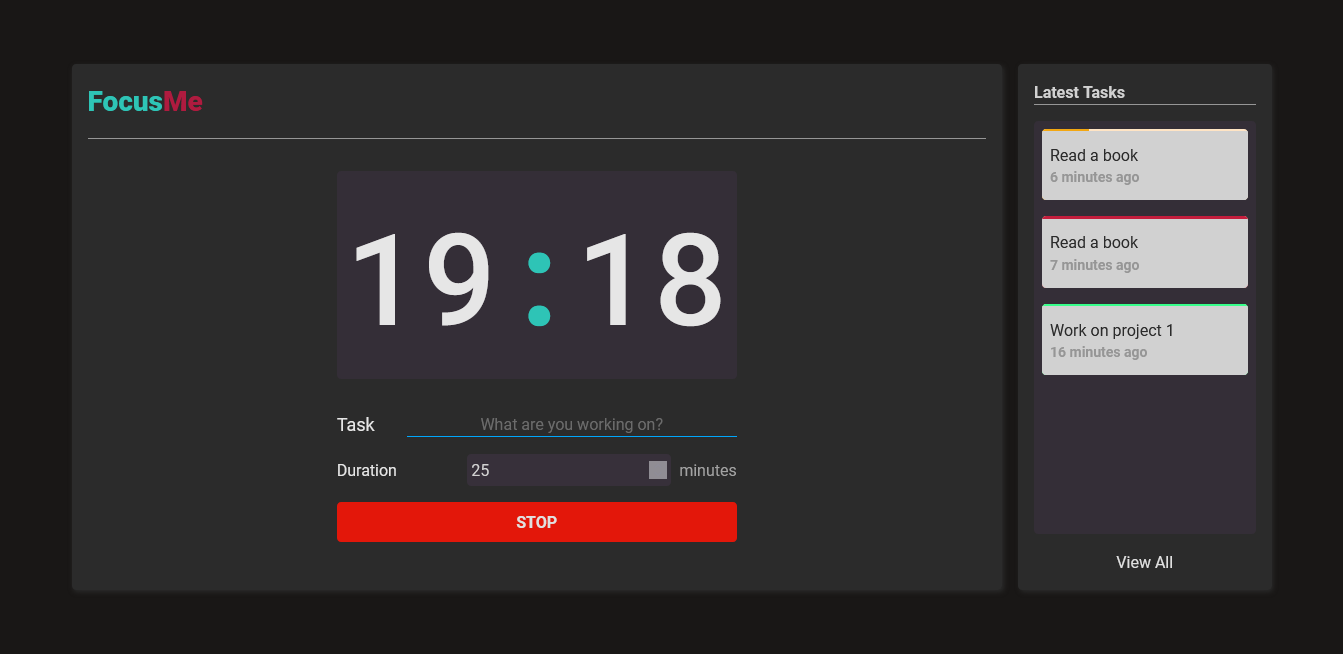 FocusMe
19:18
Task What are you working on?
Duration 25 minutes
STOP
Latest Tasks
Read a book
6 minutes ago
Read a book
7 minutes ago
Work on project 1
16 minutes ago
View All